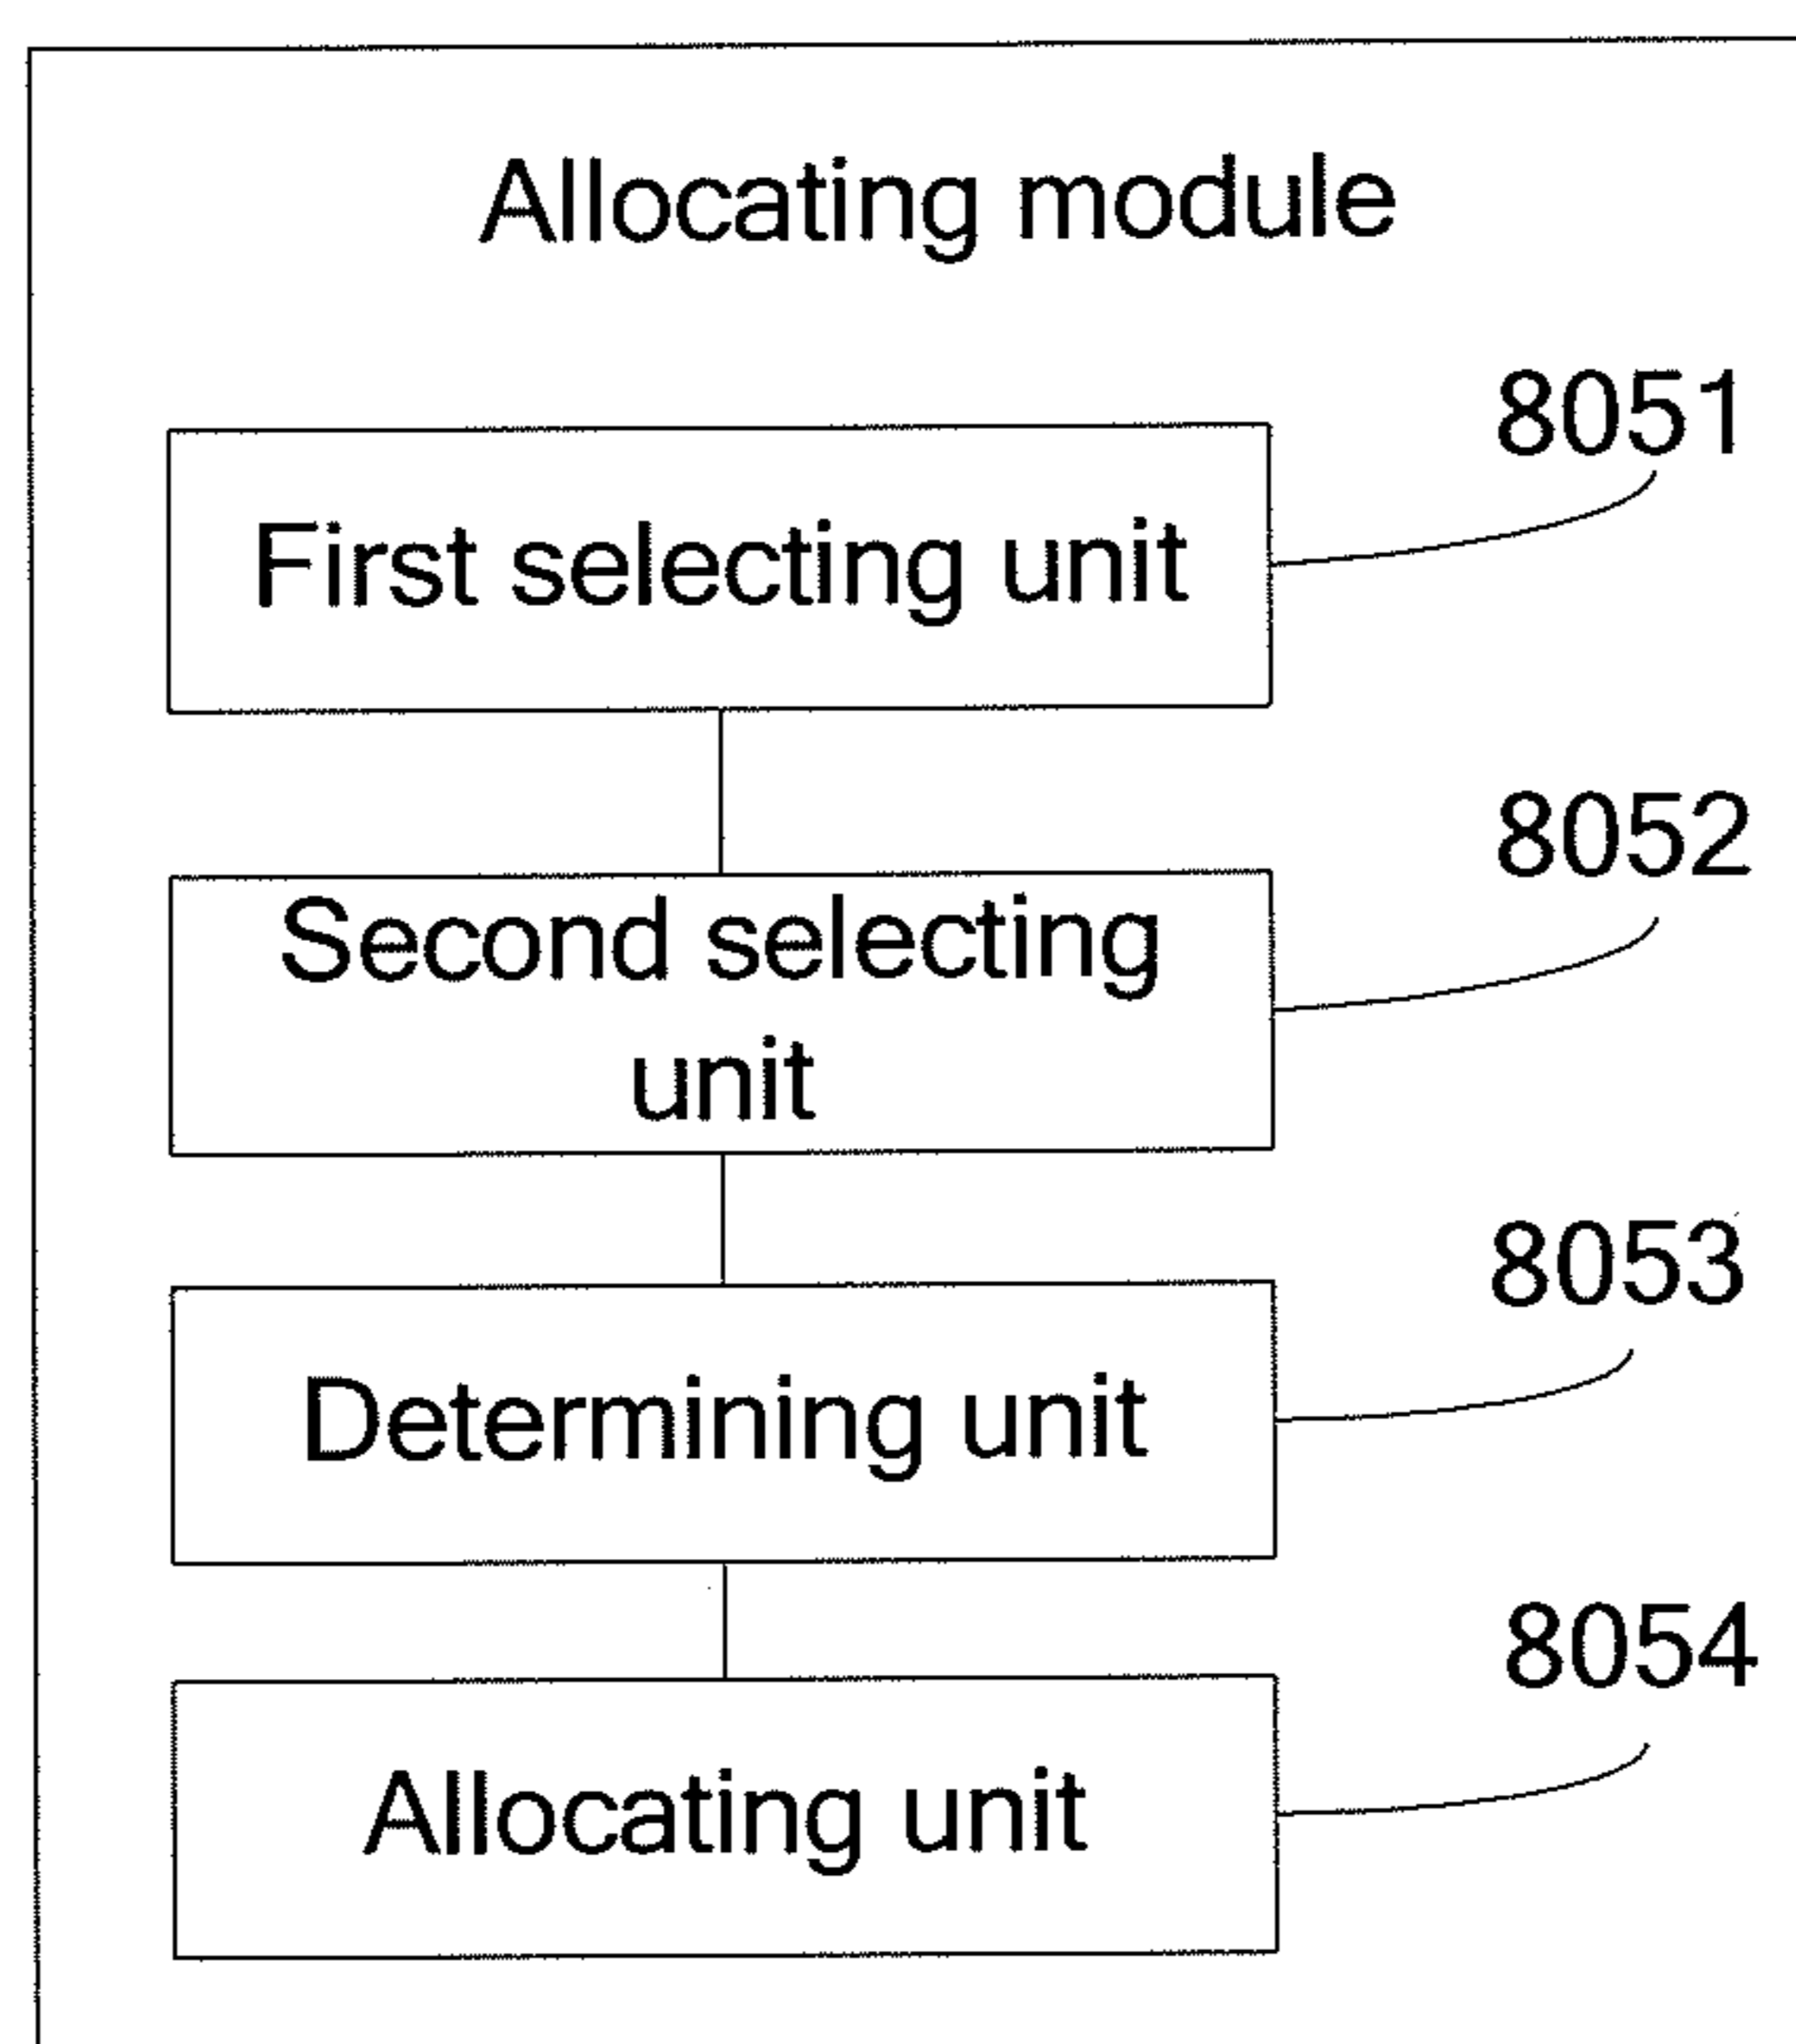 Allocating module
8051
First selecting unit
8052
Second selecting
unit
8053
Determining unit
8054
Allocating unit